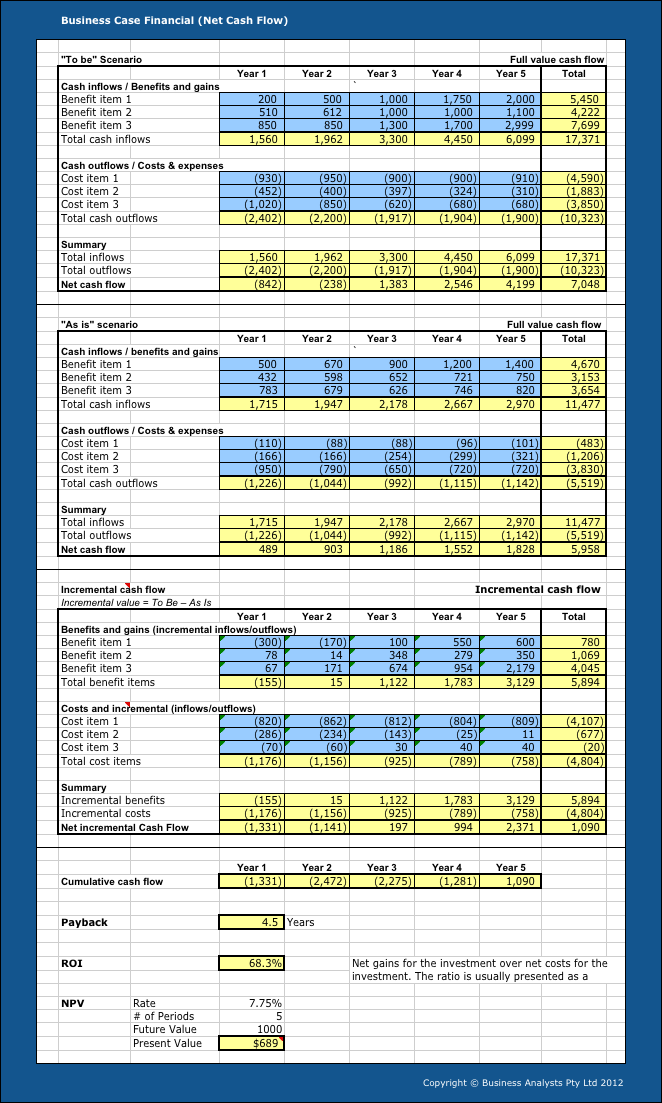 Business Case Financial (Net Cash Flow)
"To be" Scenario Full value cash flow
Year 1 Year 2 Year 3 Year 4 Year 5 Total
Cash inflows / Benefits and gains `
Benefit item 1 200 500 1,000 1,750 2,000 5,450
Benefit item 2 510 612 1,000 1,000 1,100 4,222
Benefit item 3 850 850 1,300 1,700 2,999 7,699
Total cash inflows 1,560 1,962 3,300 4,450 6,099 17,371
Cash outflows / Costs & expenses
Cost item 1 (930) (950) (900) (900) (910) (4,590)
Cost item 2 (452) (400) (397) (324) (310) (1,883)
Cost item 3 (1,020) (850) (620) (680) (680) (3,850)
Total cash outflows (2,402) (2,200) (1,917) (1,904) (1,900) (10,323)
Summary
Total inflows 1,560 1,962 3,300 4,450 6,099 17,371
Total outflows (2,402) (2,200) (1,917) (1,904) (1,900) (10,323)
Net cash flow (842) (238) 1,383 2,546 4,199 7,048
"As is" scenario Full value cash flow
Year 1 Year 2 Year 3 Year 4 Year 5 Total
Cash inflows / benefits and gains `
Benefit item 1 500 670 900 1,200 1,400 4,670
Benefit item 2 432 598 652 721 750 3,153
Benefit item 3 783 679 626 746 820 3,654
Total cash inflows 1,715 1,947 2,178 2,667 2,970 11,477
Cash outflows / Costs & expenses
Cost item 1 (110) (88) (88) (96) (101) (483)
Cost item 2 (166) (166) (254) (299) (321) (1,206)
Cost item 3 (950) (790) (650) (720) (720) (3,830)
Total cash outflows (1,226) (1,044) (992) (1,115) (1,142) (5,519)
Summary
Total inflows 1,715 1,947 2,178 2,667 2,970 11,477
Total outflows (1,226) (1,044) (992) (1,115) (1,142) (5,519)
Net cash flow 489 903 1,186 1,552 1,828 5,958
Incremental cash flow Incremental cash flow
Incremental value = To Be – As Is
Year 1 Year 2 Year 3 Year 4 Year 5 Total
Benefits and gains (incremental inflows/outflows)
Benefit item 1 (300) (170) 100 550 600 780
Benefit item 2 78 14 348 279 350 1,069
Benefit item 3 67 171 674 954 2,179 4,045
Total benefit items (155) 15 1,122 1,783 3,129 5,894
Costs and incremental (inflows/outflows)
Cost item 1 (820) (862) (812) (804) (809) (4,107)
Cost item 2 (286) (234) (143) (25) 11 (677)
Cost item 3 (70) (60) 30 40 40 (20)
Total cost items (1,176) (1,156) (925) (789) (758) (4,804)
Summary
Incremental benefits (155) 15 1,122 1,783 3,129 5,894
Incremental costs (1,176) (1,156) (925) (789) (758) (4,804)
Net incremental Cash Flow (1,331) (1,141) 197 994 2,371 1,090
Year 1 Year 2 Year 3 Year 4 Year 5
Cumulative cash flow (1,331) (2,472) (2,275) (1,281) 1,090
Payback 4.5 Years
ROI 68.3% Net gains for the investment over net costs for the
investment. The ratio is usually presented as a
NPV Rate 7.75%
# of Periods 5
Future Value 1000
Present Value $689
Copyright © Business Analysts Pty Ltd 2012